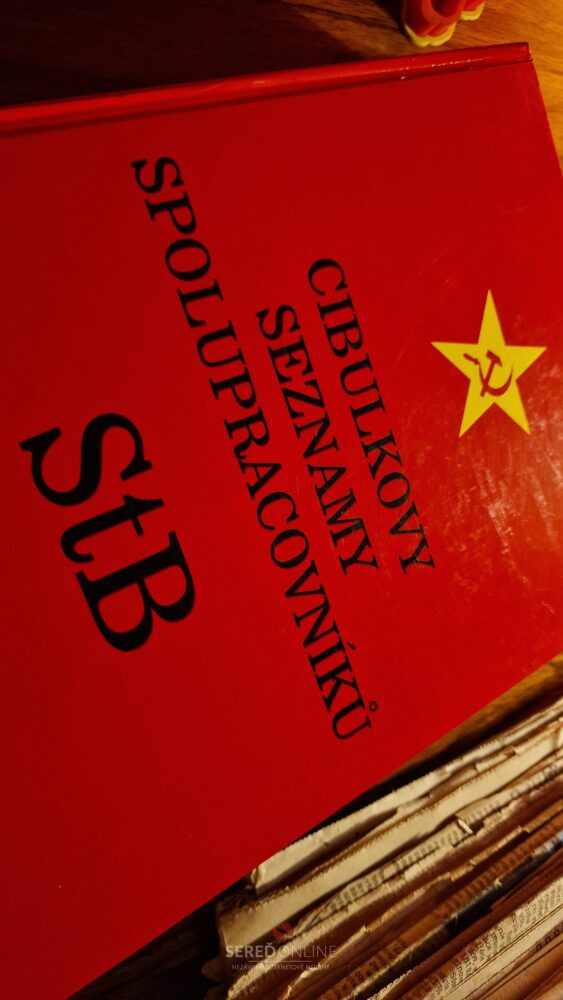 CIBULKOVY
SEZNAMY
SPOLUPRACOVNÍKŮ
StB
SEREĎONLINE